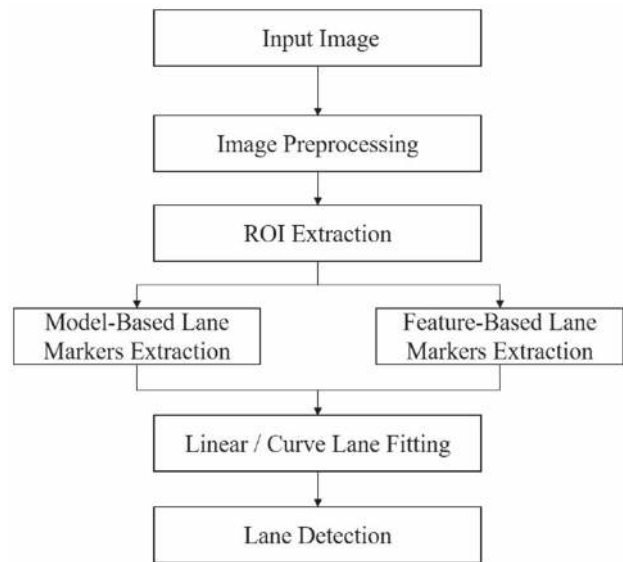 Input Image
Image Preprocessing
ROI Extraction
Model-Based Lane
Markers Extraction
Feature-Based Lane
Markers Extraction
Linear / Curve Lane Fitting
Lane Detection